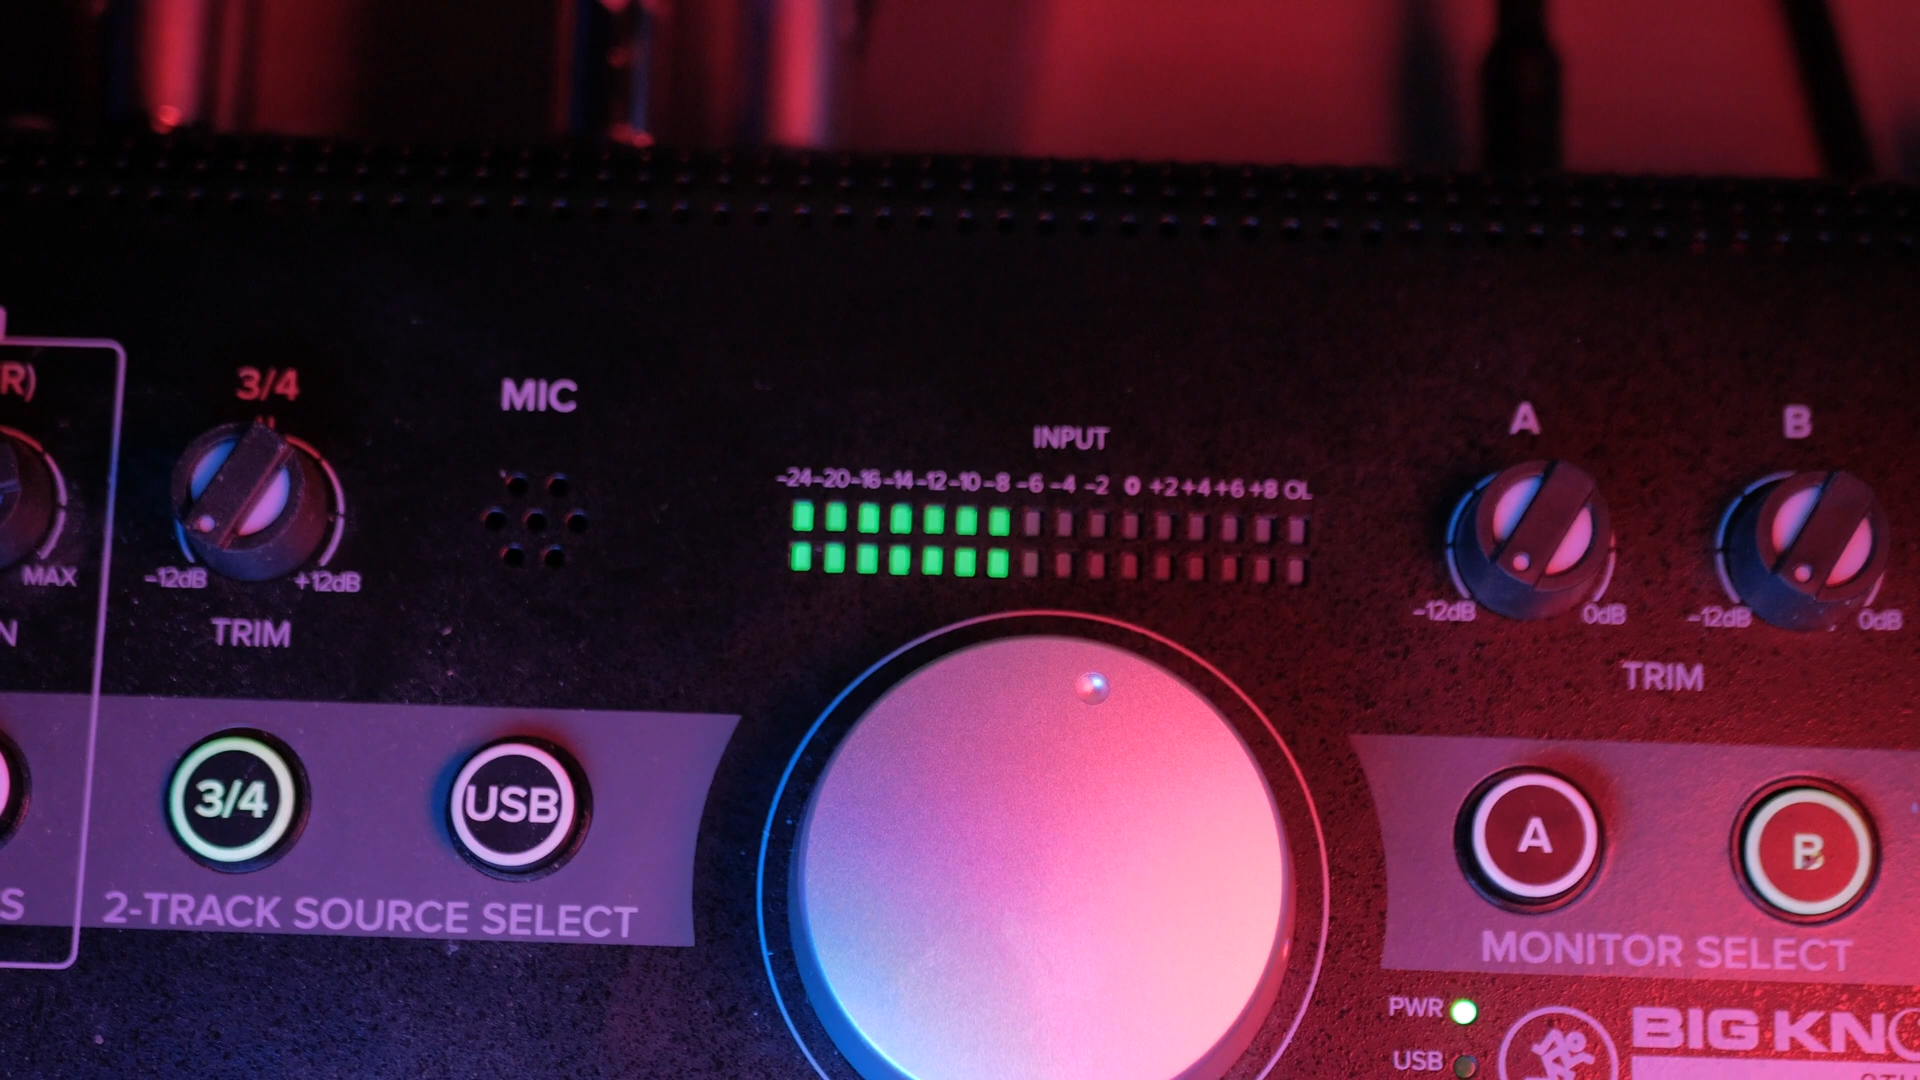 R)
3/4
MIC
INPUT
-24 -20 -16 -14 -12 -10 -8 -6 -4 -2 0 +2 +4 +6 +8 OL
A
B
MAX
-12dB
+12dB
-12dB
0dB
-12dB
0dB
N
TRIM
TRIM
3/4
USB
A
B
S
2-TRACK SOURCE SELECT
MONITOR SELECT
PWR
BIG KNO
USB